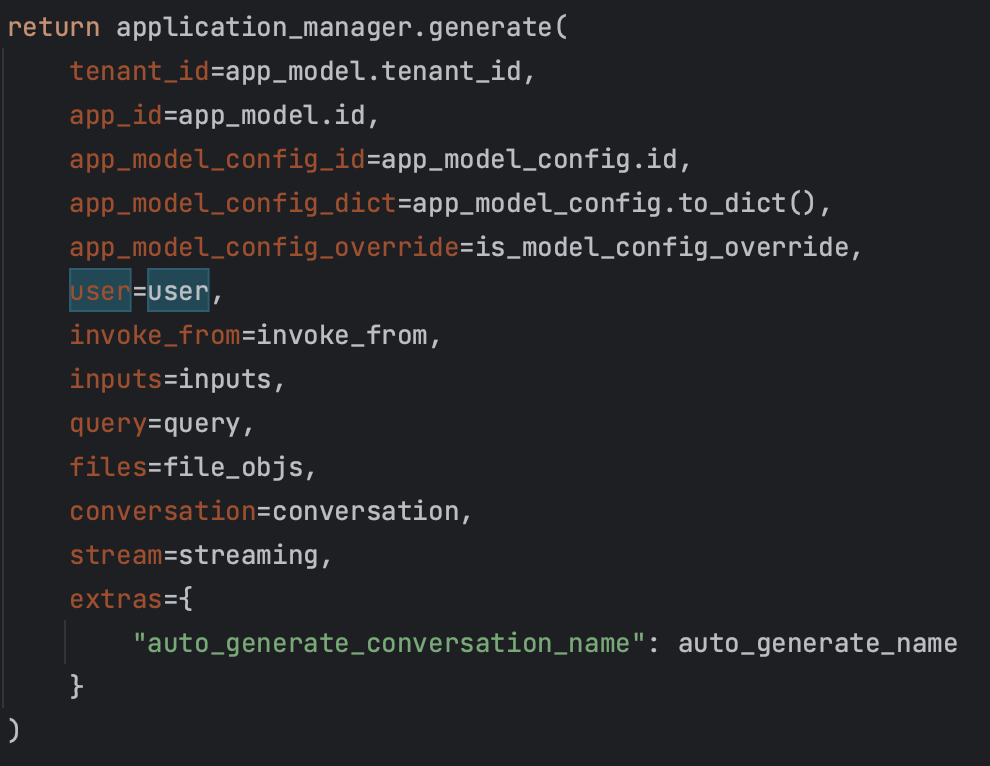 return application_manager.generate(
    tenant_id=app_model.tenant_id,
    app_id=app_model.id,
    app_model_config_id=app_model_config.id,
    app_model_config_dict=app_model_config.to_dict(),
    app_model_config_override=is_model_config_override,
    user=user,
    invoke_from=invoke_from,
    inputs=inputs,
    query=query,
    files=file_objs,
    conversation=conversation,
    stream=streaming,
    extras={
        "auto_generate_conversation_name": auto_generate_name
    }
)